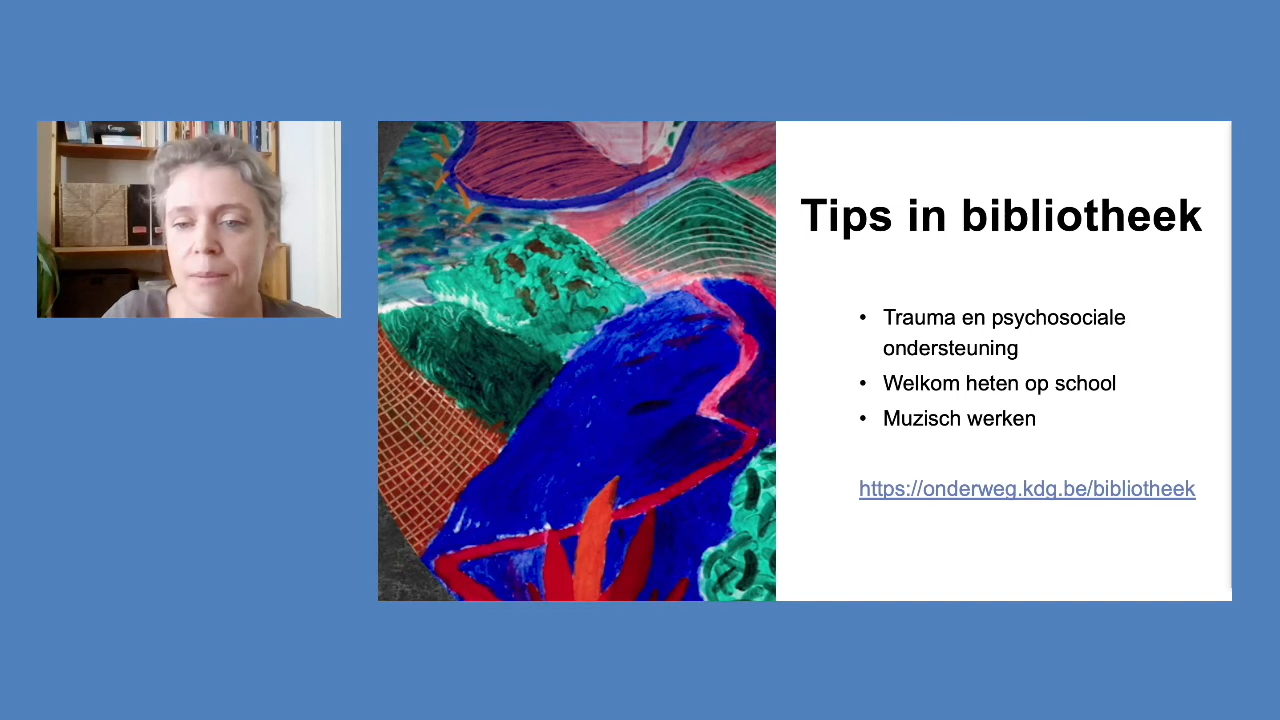 Tips in bibliotheek
• Trauma en psychosociale
ondersteuning
• Welkom heten op school
• Muzisch werken
https://onderweg.kdg.be/bibliotheek